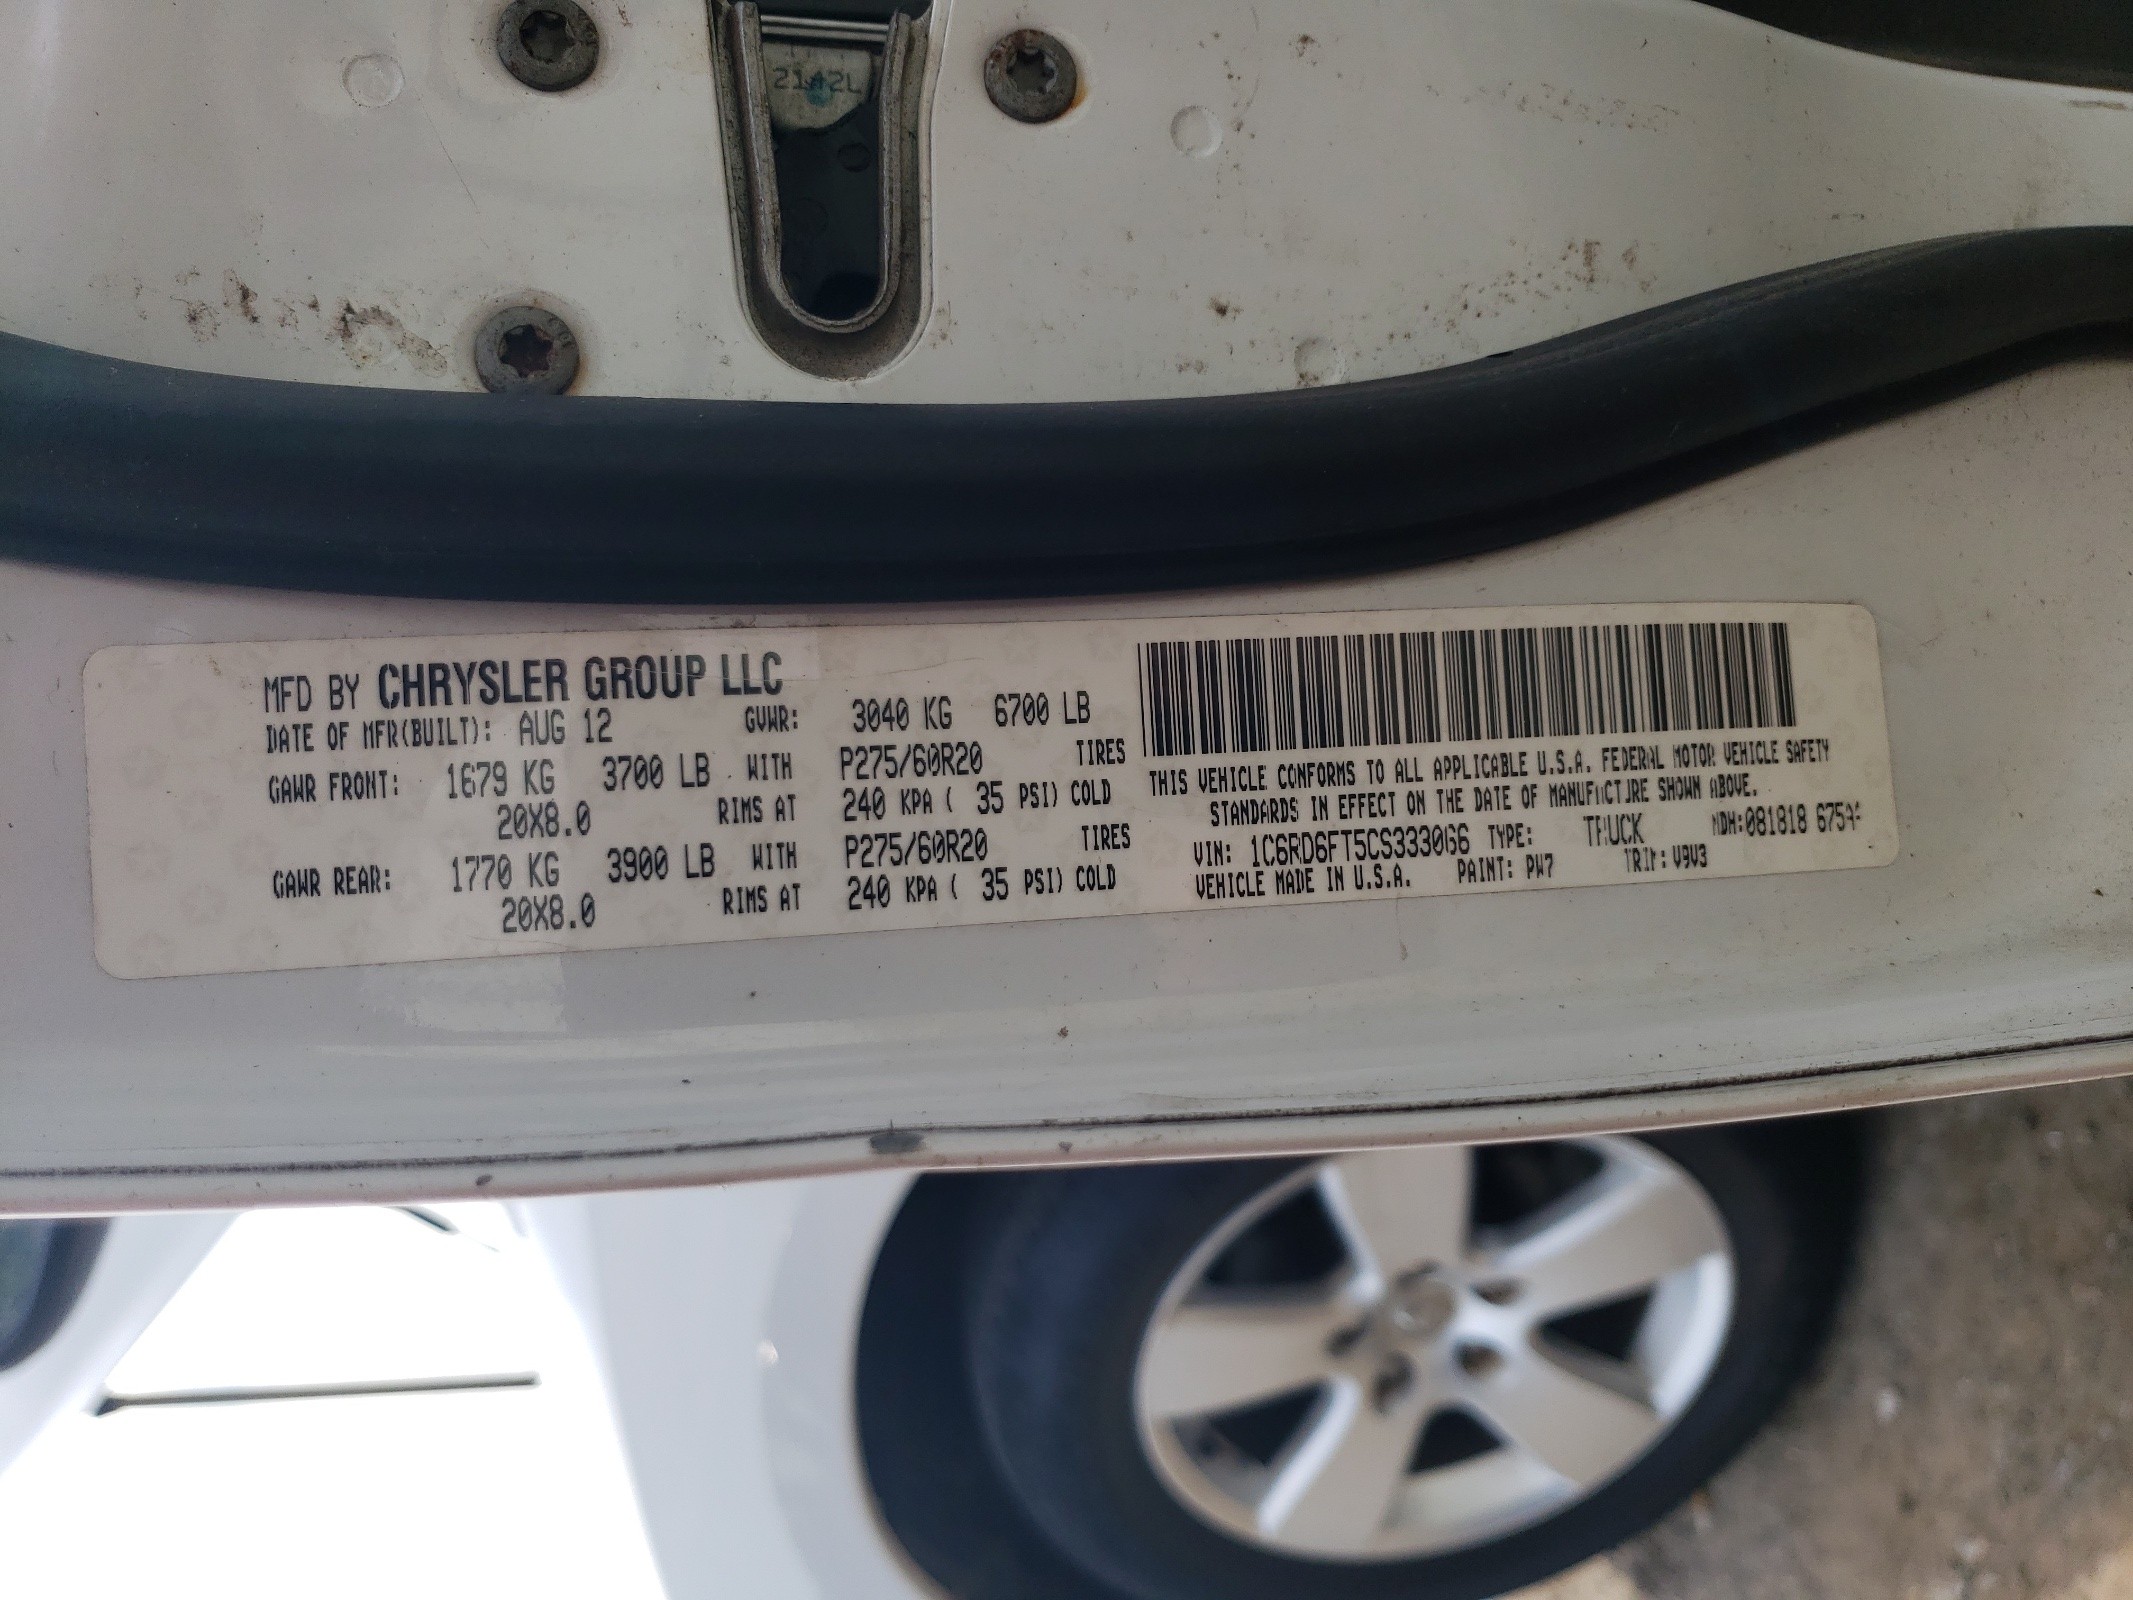 2142L
MFD BY CHRYSLER GROUP LLC
DATE OF MFR(BUILT): AUG 12 GVWR: 3040 KG 6700 LB
GAWR FRONT: 1679 KG 3700 LB WITH P275/60R20 TIRES
20X8.0 RIMS AT 240 KPA ( 35 PSI) COLD
GAWR REAR: 1770 KG 3900 LB WITH P275/60R20 TIRES
20X8.0 RIMS AT 240 KPA ( 35 PSI) COLD
THIS VEHICLE CONFORMS TO ALL APPLICABLE U.S.A. FEDERAL MOTOR VEHICLE SAFETY
STANDARDS IN EFFECT ON THE DATE OF MANUFACTURE SHOWN ABOVE.
VIN: 1C6RD6FT5CS333066 TYPE: TRUCK MDH:081818
VEHICLE MADE IN U.S.A. PAINT: PW7 TRIM: V9V3